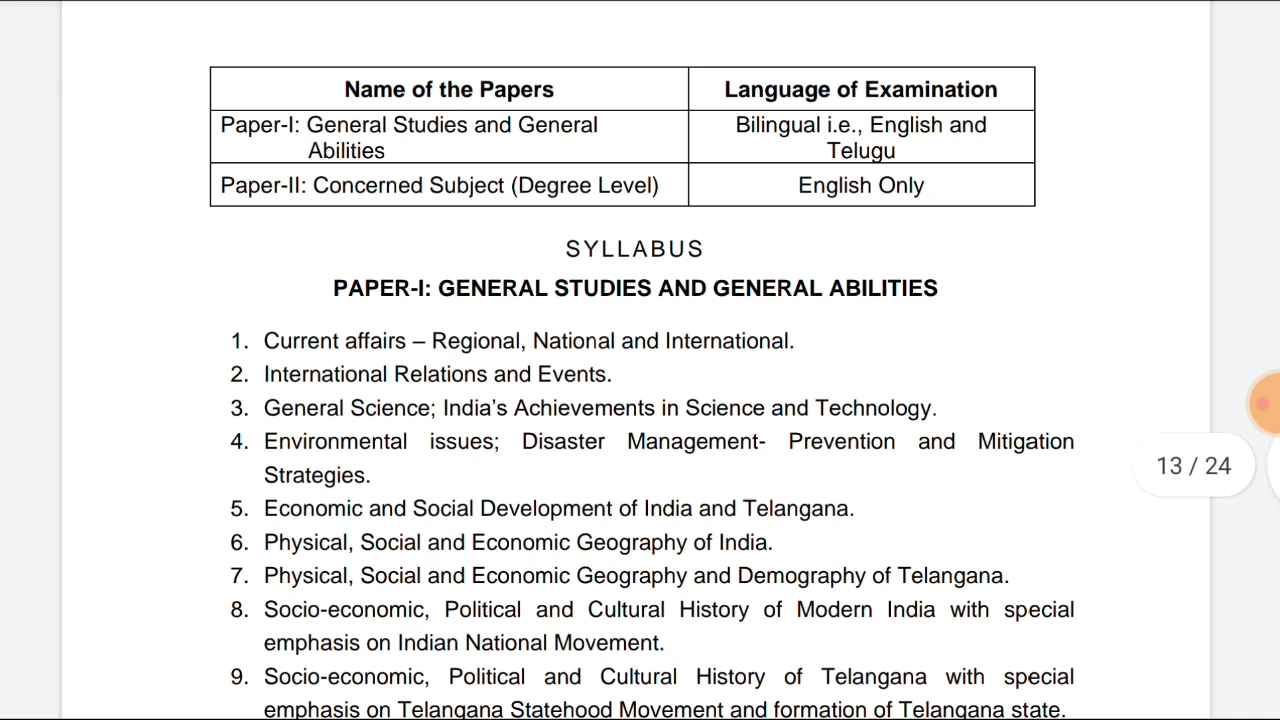 Name of the Papers
Language of Examination
Paper-I: General Studies and General
Abilities
Bilingual i.e., English and
Telugu
Paper-II: Concerned Subject (Degree Level)
English Only
SYLLABUS
PAPER-I: GENERAL STUDIES AND GENERAL ABILITIES
1. Current affairs – Regional, National and International.
2. International Relations and Events.
3. General Science; India’s Achievements in Science and Technology.
4. Environmental issues; Disaster Management- Prevention and Mitigation
Strategies.
5. Economic and Social Development of India and Telangana.
6. Physical, Social and Economic Geography of India.
7. Physical, Social and Economic Geography and Demography of Telangana.
8. Socio-economic, Political and Cultural History of Modern India with special
emphasis on Indian National Movement.
9. Socio-economic, Political and Cultural History of Telangana with special
emphasis on Telangana Statehood Movement and formation of Telangana state.
13 / 24